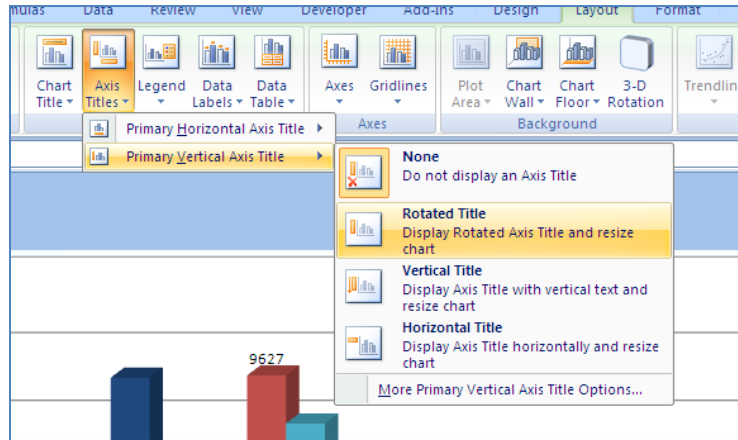 mulas Data Review View Developer Add-Ins Design Layout Format
Chart Title Axis Titles Legend Data Labels Data Table Axes Gridlines Plot Area Chart Wall Chart Floor 3-D Rotation Trendlin
Axes Background
Primary Horizontal Axis Title
Primary Vertical Axis Title
None
Do not display an Axis Title
Rotated Title
Display Rotated Axis Title and resize
chart
Vertical Title
Display Axis Title with vertical text and
resize chart
Horizontal Title
Display Axis Title horizontally and resize
chart
More Primary Vertical Axis Title Options...
9627